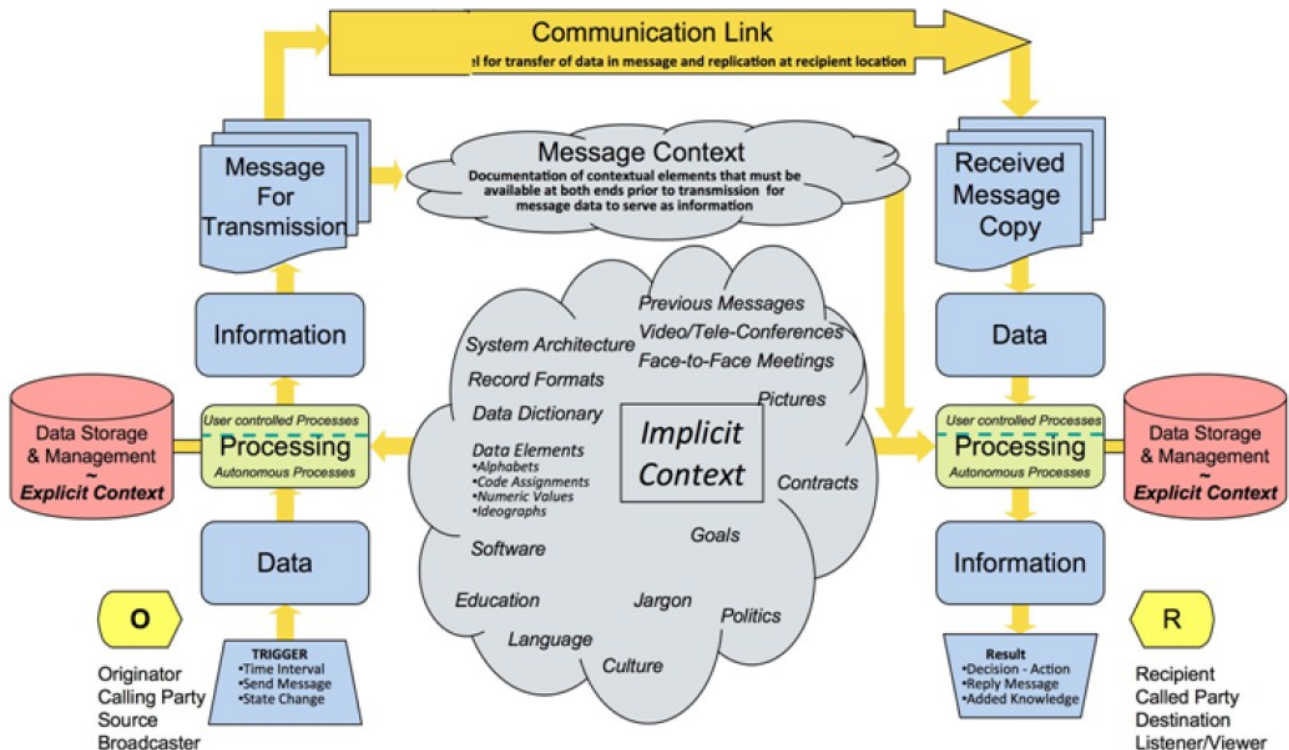 Communication Link
el for transfer of data in message and replication at recipient location
Message
For
Transmission
Message Context
Documentation of contextual elements that must be
available at both ends prior to transmission for
message data to serve as information
Received
Message
Copy
Information
Data
Previous Messages
Video/Tele-Conferences
Face-to-Face Meetings
System Architecture
Record Formats
Data Dictionary
Pictures
Data Elements
•Alphabets
•Code Assignments
•Numeric Values
•Ideographs
Implicit
Context
Contracts
Goals
Software
Education
Jargon
Politics
Language
Culture
Data Storage
& Management
~
Explicit Context
User controlled Processes
Processing
Autonomous Processes
User controlled Processes
Processing
Autonomous Processes
Data Storage
& Management
~
Explicit Context
Data
Information
O
Originator
Calling Party
Source
Broadcaster
TRIGGER
•Time Interval
•Send Message
•State Change
Result
•Decision - Action
•Reply Message
•Added Knowledge
R
Recipient
Called Party
Destination
Listener/Viewer